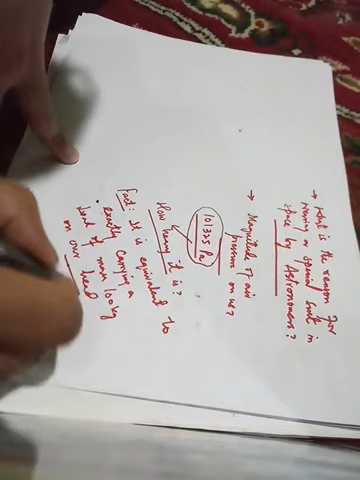 → What is the reason for
wearing a special suit in
space by Astronomers?
→ Magnitude of air
pressure on us?
101325 Pa
How heavy it is?
Fact: It is equivalent to
exactly carrying a
load of mass 100kg
on our head